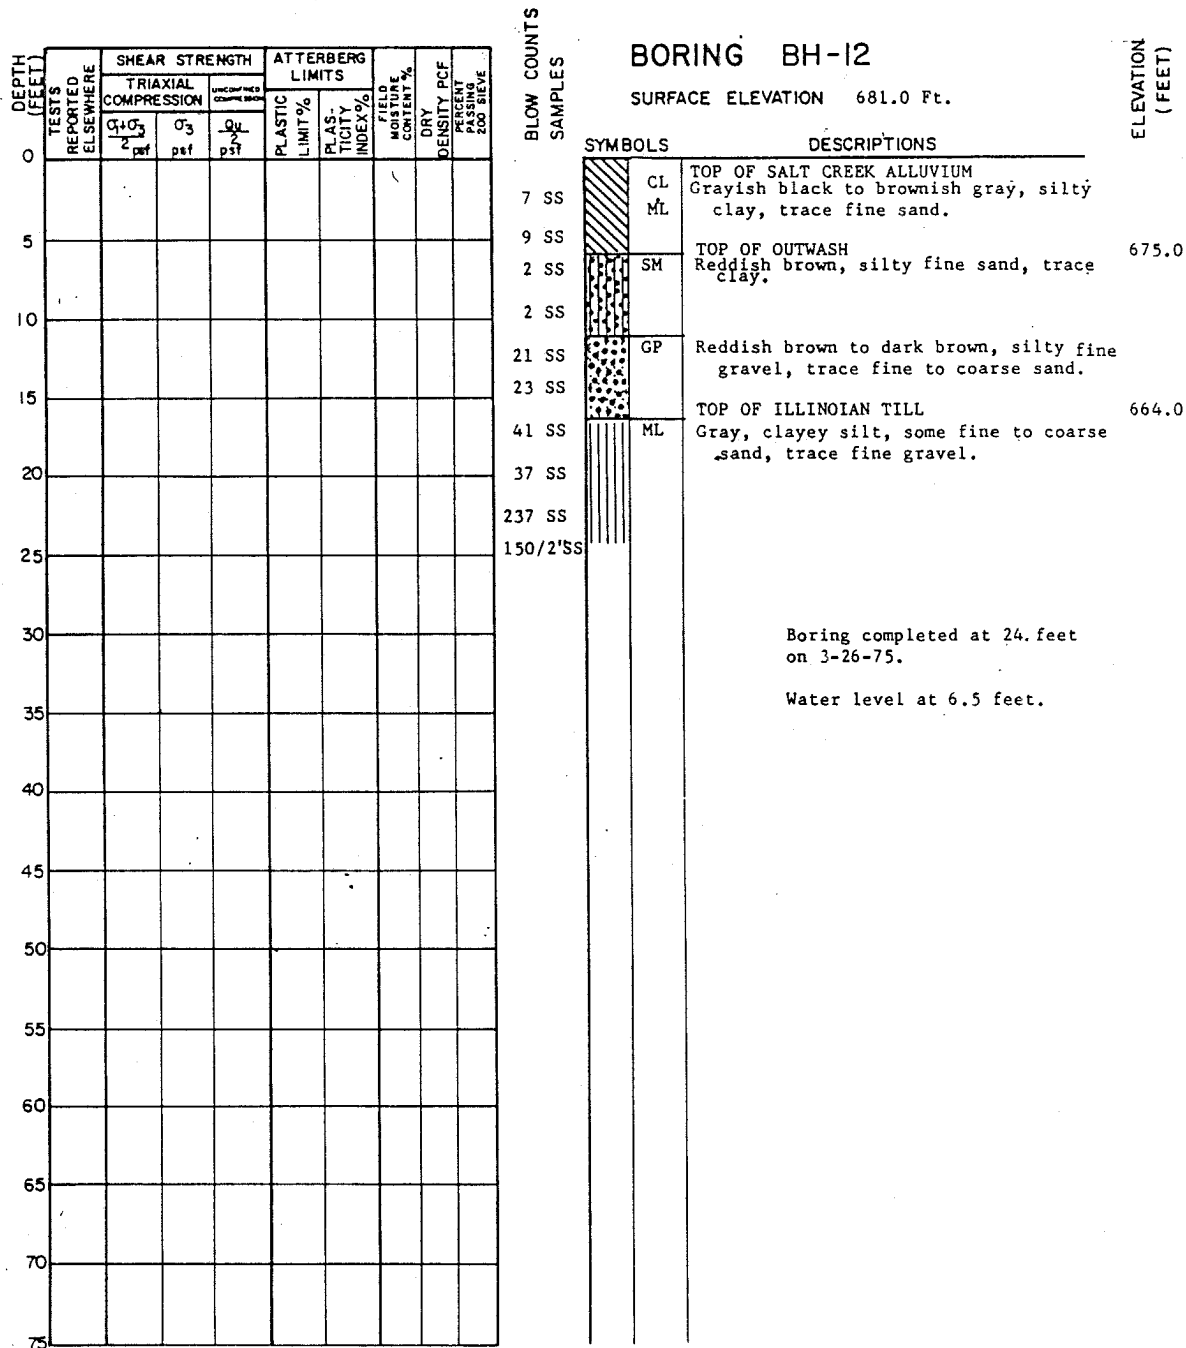 BORING BH-12
SURFACE ELEVATION 681.0 Ft.
DEPTH (FEET)
TESTS REPORTED ELSEWHERE
SHEAR STRENGTH
TRIAXIAL COMPRESSION
UNCONFINED COMPRESSION
σ₁+σ₃/2 psf
σ₃ psf
Qu/2 psf
ATTERBERG LIMITS
PLASTIC LIMIT %
PLAS-TICITY INDEX %
FIELD MOISTURE CONTENT %
DRY DENSITY PCF
PERCENT PASSING 200 SIEVE
BLOW COUNTS
SAMPLES
SYMBOLS
DESCRIPTIONS
ELEVATION (FEET)
0
TOP OF SALT CREEK ALLUVIUM
CL
Grayish black to brownish gray, silty
7 SS
ML
clay, trace fine sand.
5
9 SS
TOP OF OUTWASH
675.0
2 SS
SM
Reddish brown, silty fine sand, trace
clay.
10
2 SS
21 SS
GP
Reddish brown to dark brown, silty fine
gravel, trace fine to coarse sand.
23 SS
15
TOP OF ILLINOIAN TILL
664.0
41 SS
ML
Gray, clayey silt, some fine to coarse
sand, trace fine gravel.
20
37 SS
237 SS
25
150/2"SS
30
Boring completed at 24. feet
on 3-26-75.
Water level at 6.5 feet.
35
40
45
50
55
60
65
70
75